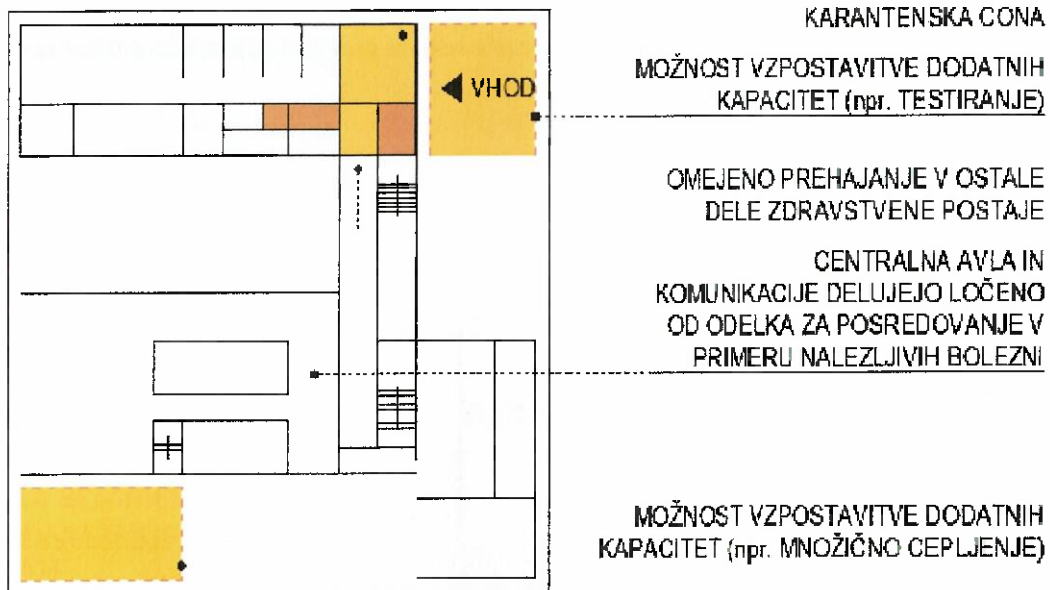 KARANTENSKA CONA
VHOD
MOŽNOST VZPOSTAVITVE DODATNIH
KAPACITET (npr. TESTIRANJE)
OMEJENO PREHAJANJE V OSTALE
DELE ZDRAVSTVENE POSTAJE
CENTRALNA AVLA IN
KOMUNIKACIJE DELUJEJO LOČENO
OD ODELKA ZA POSREDOVANJE V
PRIMERU NALEZLJIVIH BOLEZNI
MOŽNOST VZPOSTAVITVE DODATNIH
KAPACITET (npr. MNOŽIČNO CEPLJENJE)